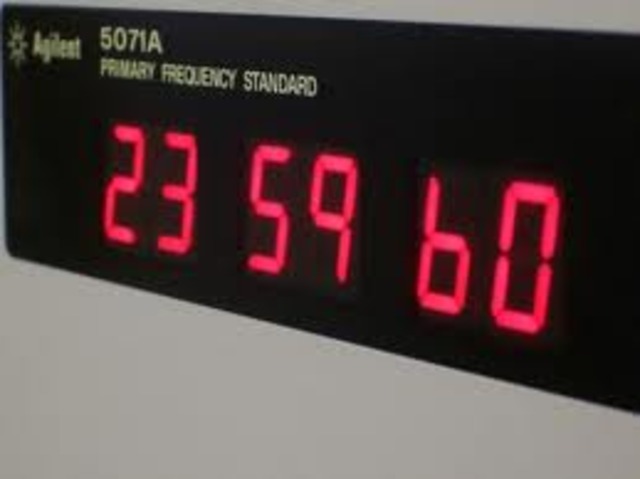 Agilent 5071A
PRIMARY FREQUENCY STANDARD
23 59 60